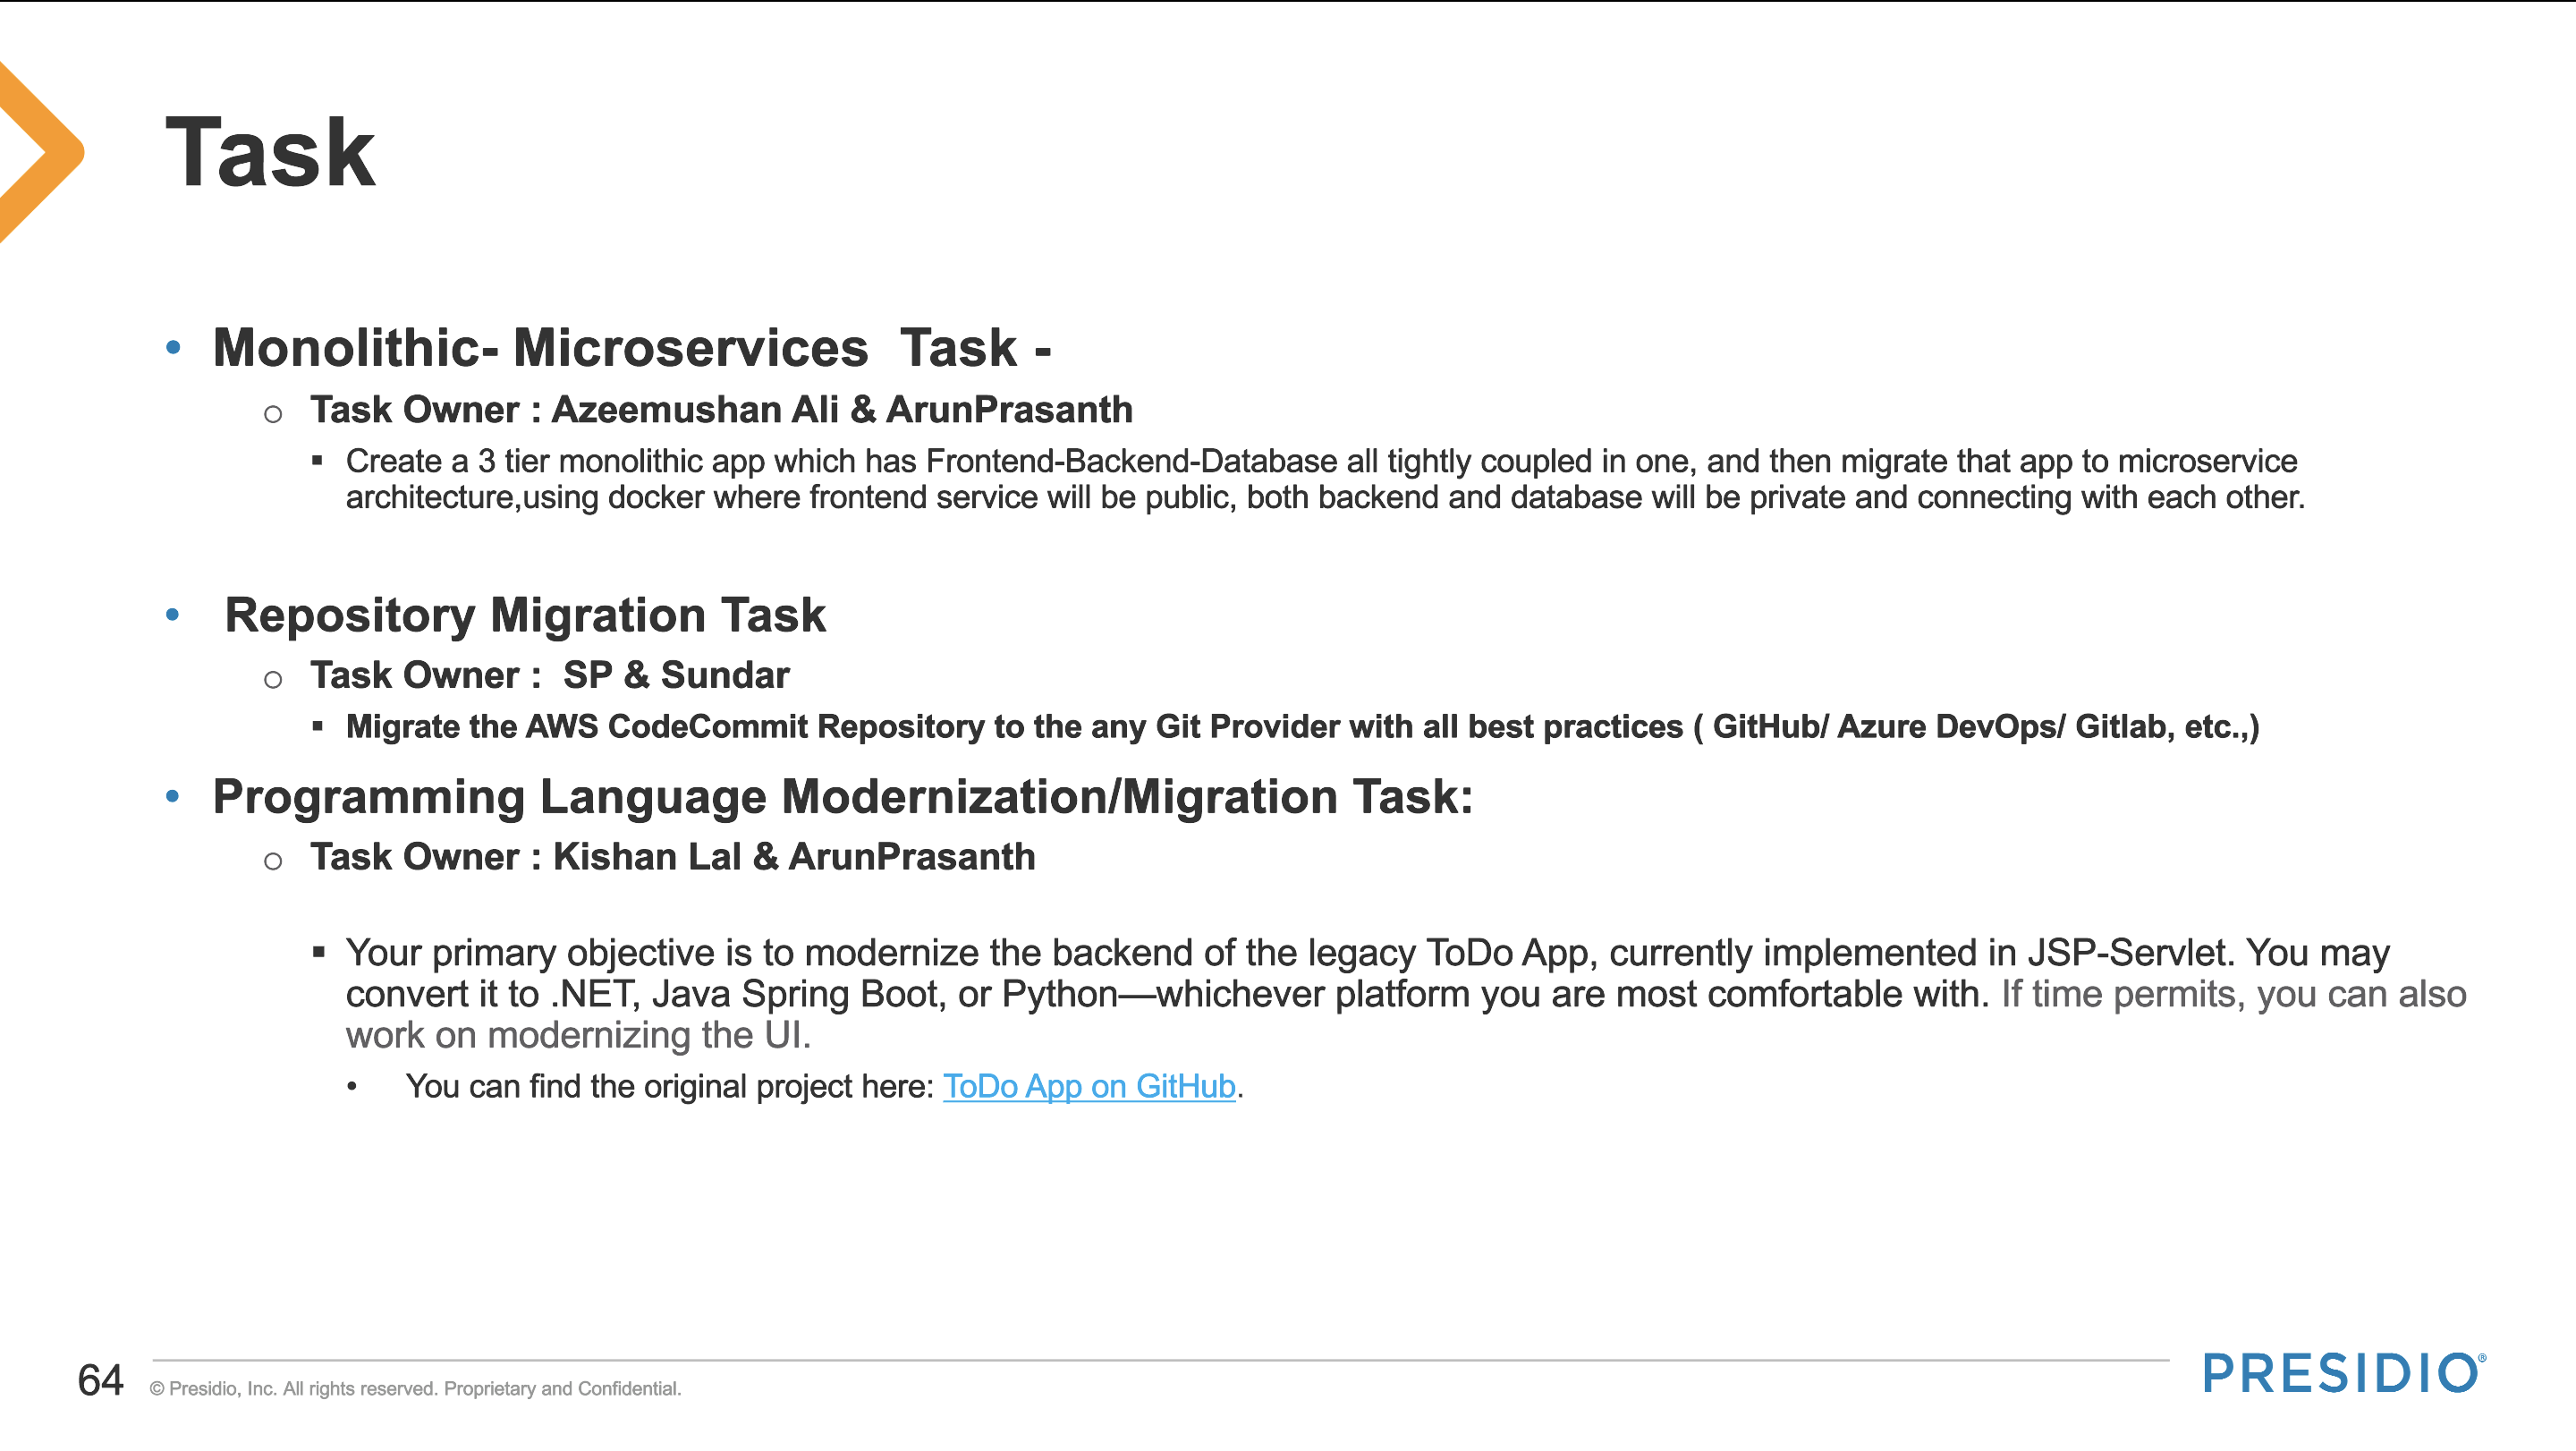 Task
• Monolithic- Microservices  Task -
o Task Owner : Azeemushan Ali & ArunPrasanth
▪ Create a 3 tier monolithic app which has Frontend-Backend-Database all tightly coupled in one, and then migrate that app to microservice
architecture,using docker where frontend service will be public, both backend and database will be private and connecting with each other.
• Repository Migration Task
o Task Owner :  SP & Sundar
▪ Migrate the AWS CodeCommit Repository to the any Git Provider with all best practices ( GitHub/ Azure DevOps/ Gitlab, etc.,)
• Programming Language Modernization/Migration Task:
o Task Owner : Kishan Lal & ArunPrasanth
▪ Your primary objective is to modernize the backend of the legacy ToDo App, currently implemented in JSP-Servlet. You may
convert it to .NET, Java Spring Boot, or Python—whichever platform you are most comfortable with. If time permits, you can also
work on modernizing the UI.
• You can find the original project here: ToDo App on GitHub.
64 © Presidio, Inc. All rights reserved. Proprietary and Confidential.
PRESIDIO®